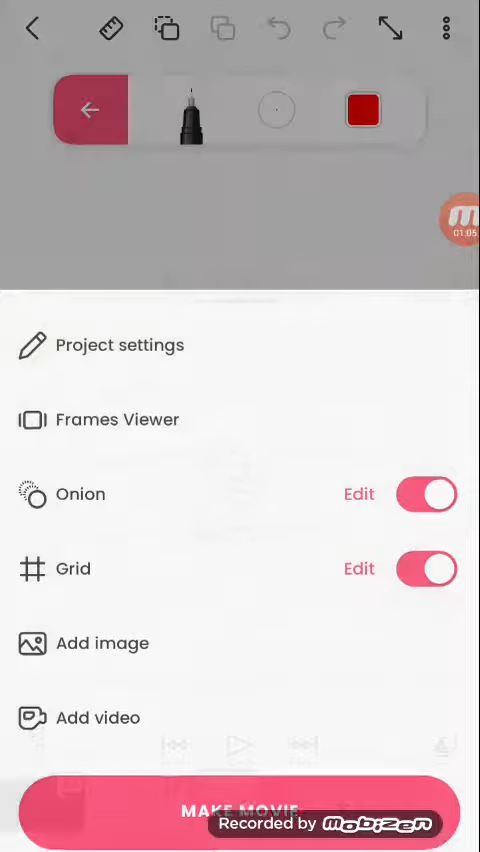 01:05
Project settings
Frames Viewer
Onion Edit
Grid Edit
Add image
Add video
MAKE MOVIE
Recorded by mobizen